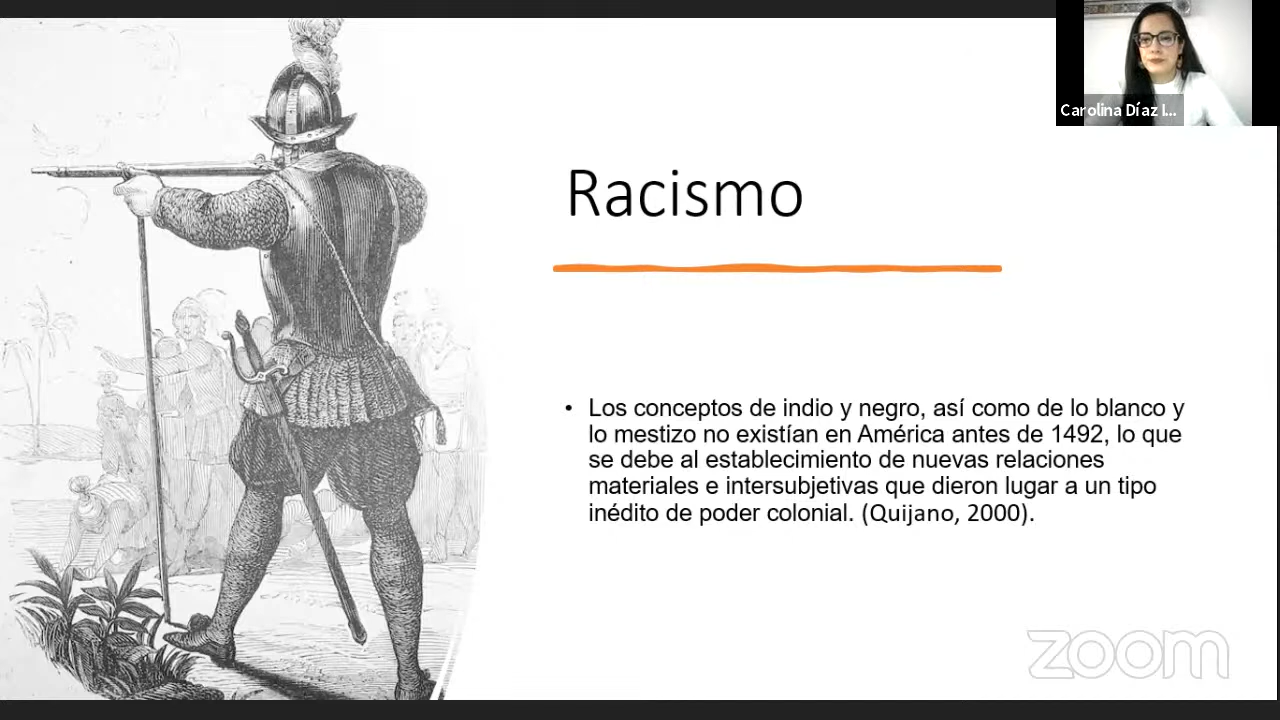 Carolina Díaz I...
Racismo
• Los conceptos de indio y negro, así como de lo blanco y
lo mestizo no existían en América antes de 1492, lo que
se debe al establecimiento de nuevas relaciones
materiales e intersubjetivas que dieron lugar a un tipo
inédito de poder colonial. (Quijano, 2000).
zoom